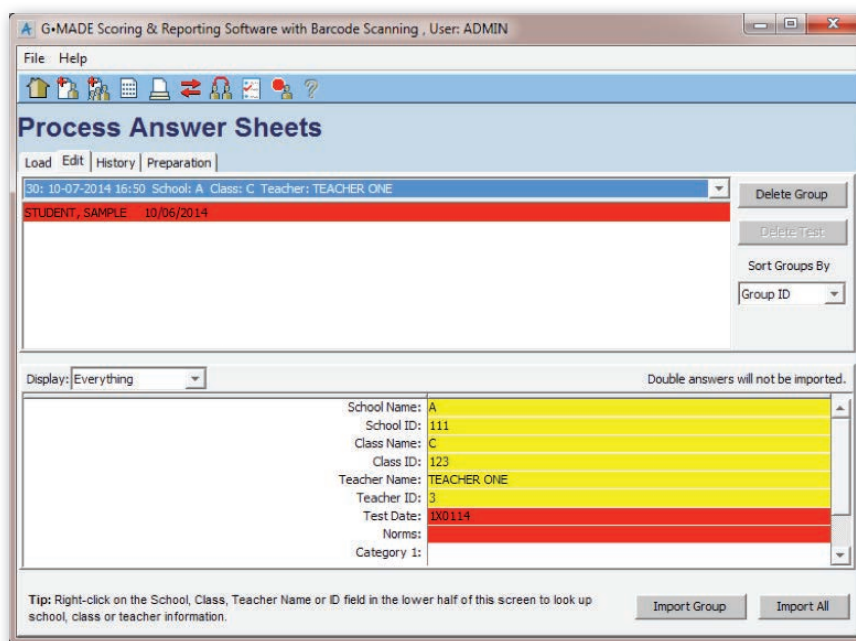 G•MADE Scoring & Reporting Software with Barcode Scanning , User: ADMIN
File Help
Process Answer Sheets
Load Edit History Preparation
30: 10-07-2014 16:50 School: A Class: C Teacher: TEACHER ONE
Delete Group
STUDENT, SAMPLE 10/06/2014
Delete Test
Sort Groups By
Group ID
Display: Everything
Double answers will not be imported.
School Name: A
School ID: 111
Class Name: C
Class ID: 123
Teacher Name: TEACHER ONE
Teacher ID: 3
Test Date: 1X0114
Norms:
Category 1:
Tip: Right-click on the School, Class, Teacher Name or ID field in the lower half of this screen to look up
school, class or teacher information.
Import Group Import All